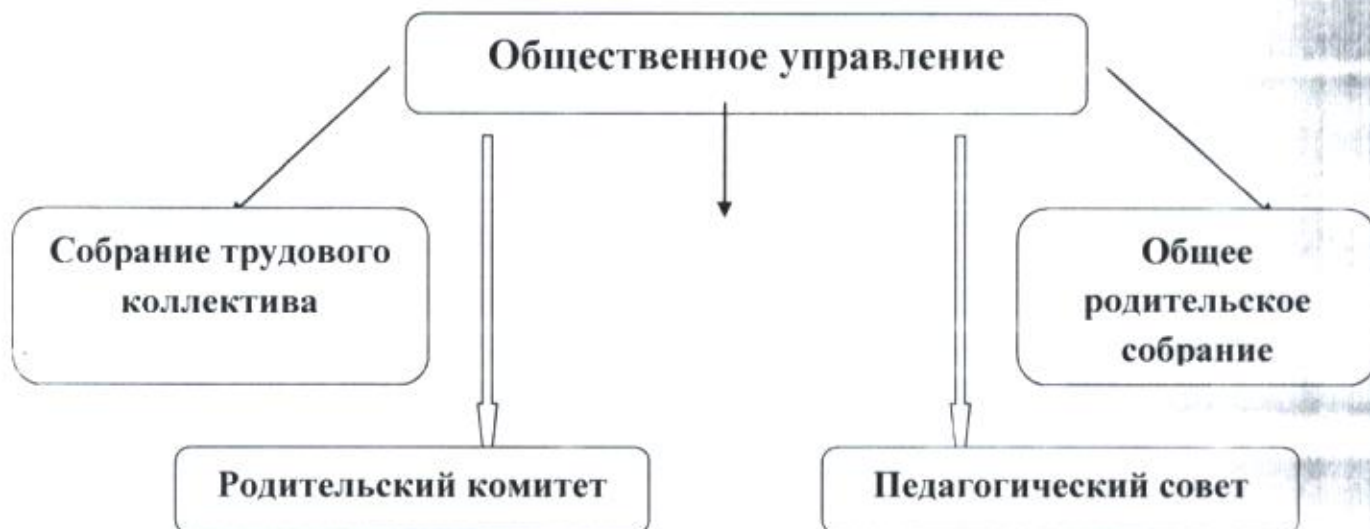 Общественное управление
Собрание трудового
коллектива
Общее
родительское
собрание
Родительский комитет
Педагогический совет